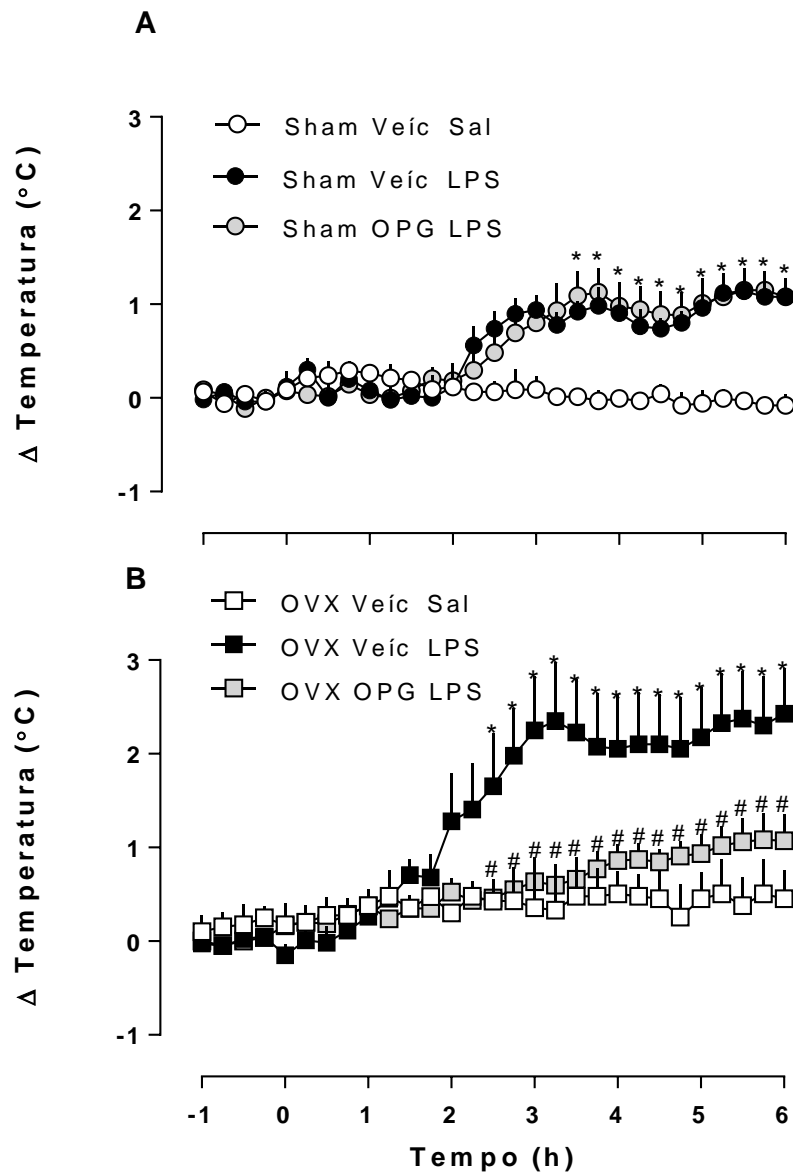 A
Δ Temperatura (°C)
3
2
1
0
-1
Sham Veíc Sal
Sham Veíc LPS
Sham OPG LPS
* * * * * * * * * *
B
Δ Temperatura (°C)
3
2
1
0
-1
OVX Veíc Sal
OVX Veíc LPS
OVX OPG LPS
* * * * * * * * * * * * * * *
# # # # # # # # # # # # # # #
-1 0 1 2 3 4 5 6
Tempo (h)